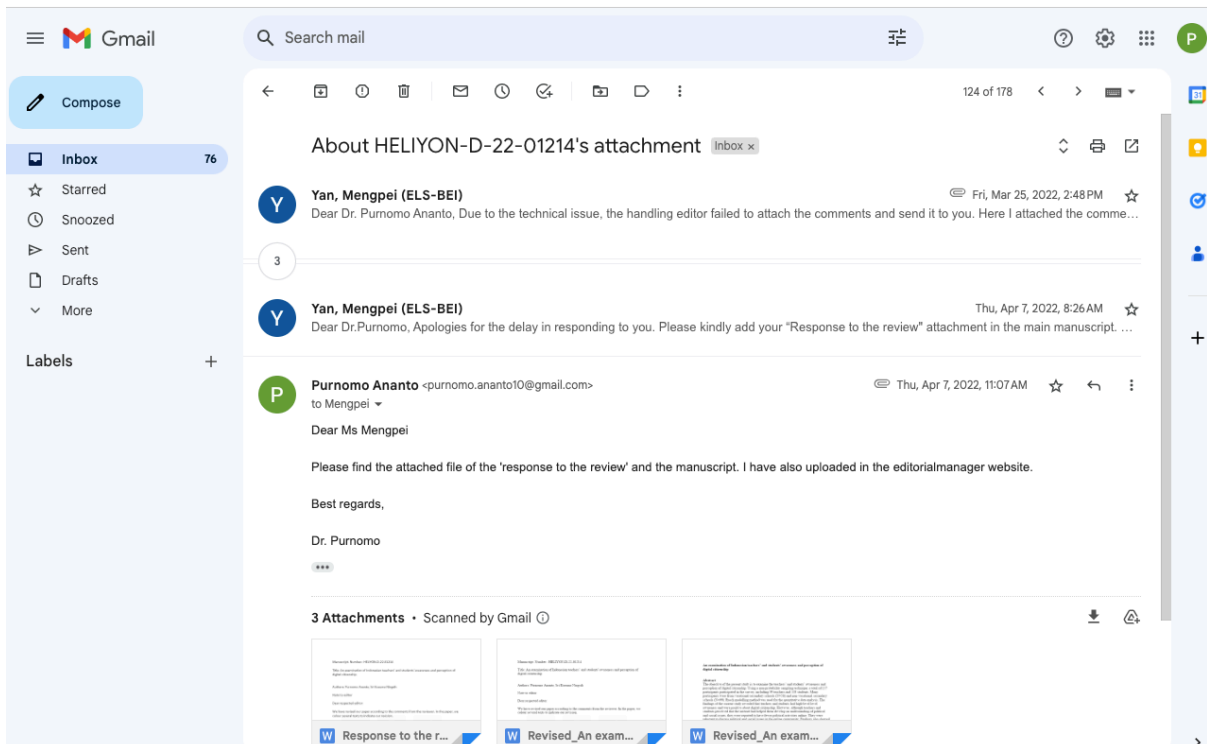 Gmail
Search mail
P
Compose
124 of 178
31
Inbox 76
Starred
Snoozed
Sent
Drafts
More
Labels
About HELIYON-D-22-01214's attachment Inbox ×
Y
Yan, Mengpei (ELS-BEI) Fri, Mar 25, 2022, 2:48 PM
Dear Dr. Purnomo Ananto, Due to the technical issue, the handling editor failed to attach the comments and send it to you. Here I attached the comme…
3
Y
Yan, Mengpei (ELS-BEI) Thu, Apr 7, 2022, 8:26 AM
Dear Dr.Purnomo, Apologies for the delay in responding to you. Please kindly add your “Response to the review” attachment in the main manuscript. …
P
Purnomo Ananto <purnomo.ananto10@gmail.com> Thu, Apr 7, 2022, 11:07 AM
to Mengpei
Dear Ms Mengpei
Please find the attached file of the 'response to the review' and the manuscript. I have also uploaded in the editorialmanager website.
Best regards,
Dr. Purnomo
3 Attachments • Scanned by Gmail
W Response to the r...
W Revised_An exam...
W Revised_An exam...